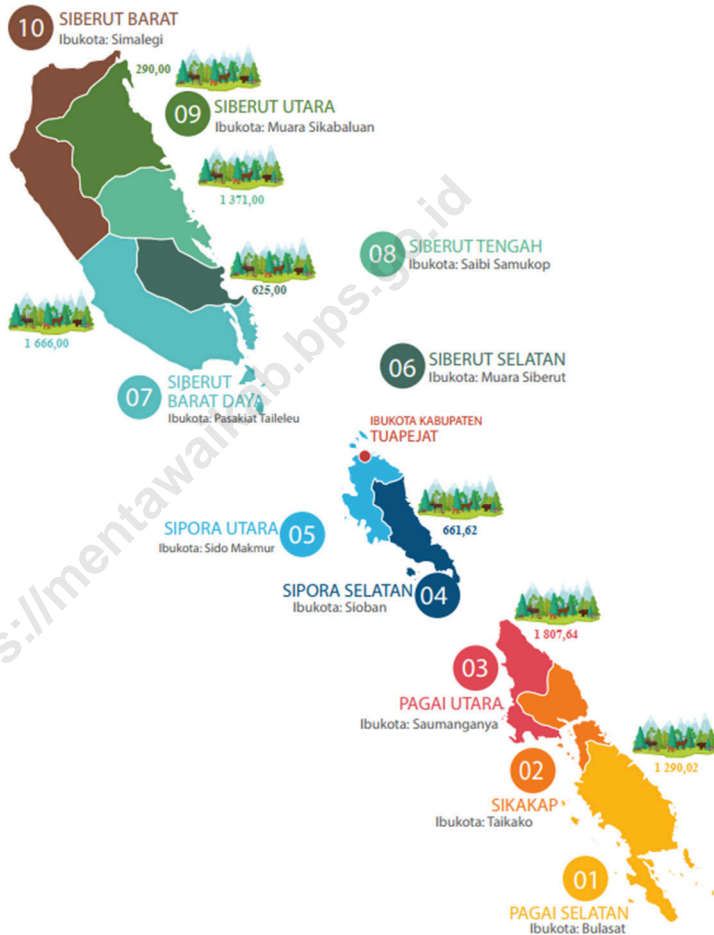 10
SIBERUT BARAT
Ibukota: Simalegi
290,00
09
SIBERUT UTARA
Ibukota: Muara Sikabaluan
1 371,00
08
SIBERUT TENGAH
Ibukota: Saibi Samukop
625,00
1 666,00
06
SIBERUT SELATAN
Ibukota: Muara Siberut
07
SIBERUT
BARAT DAYA
Ibukota: Pasakiat Taileleu
IBUKOTA KABUPATEN
TUAPEJAT
661,62
SIPORA UTARA
05
Ibukota: Sido Makmur
SIPORA SELATAN
04
Ibukota: Sioban
1 807,64
03
PAGAI UTARA
Ibukota: Saumanganya
1 290,02
02
SIKAKAP
Ibukota: Taikako
01
PAGAI SELATAN
Ibukota: Bulasat
s://mentawaikab.bps.go.id